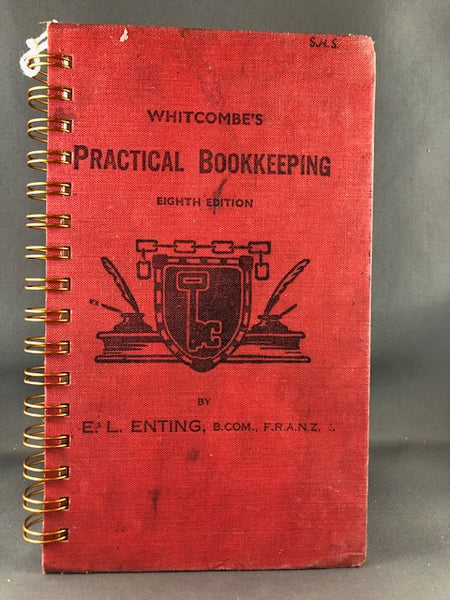 S.H.S.
WHITCOMBE'S
PRACTICAL BOOKKEEPING
EIGHTH EDITION
BY
E. L. ENTING, B.COM., F.R.A.N.Z.